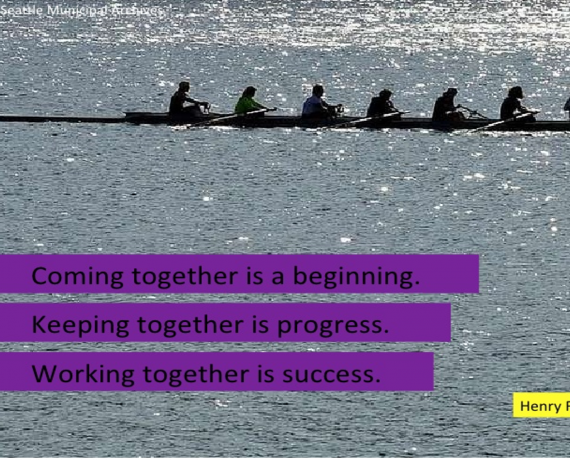 Seattle Municipal Archives
Coming together is a beginning.
Keeping together is progress.
Working together is success.
Henry